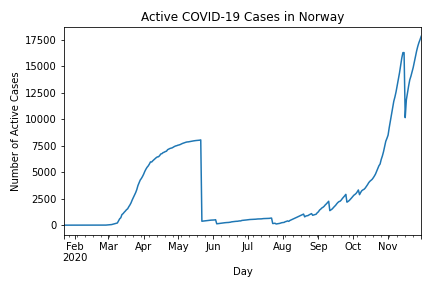 Active COVID-19 Cases in Norway
17500
15000
12500
10000
7500
5000
2500
0
Number of Active Cases
Feb Mar Apr May Jun Jul Aug Sep Oct Nov
2020
Day